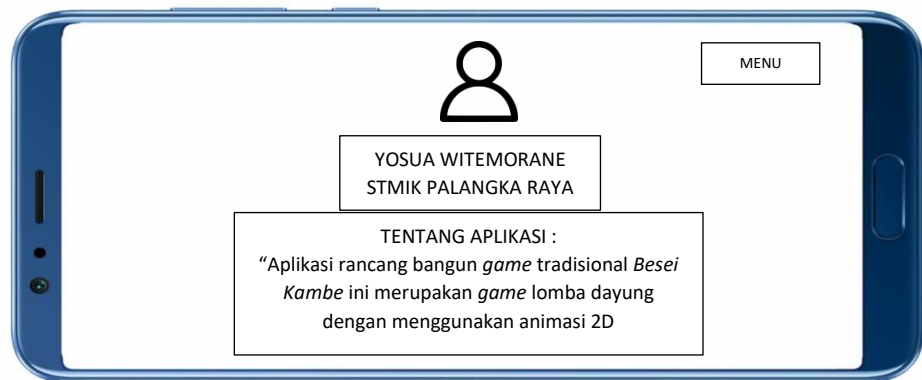 MENU
YOSUA WITEMORANE
STMIK PALANGKA RAYA
TENTANG APLIKASI :
“Aplikasi rancang bangun game tradisional Besei
Kambe ini merupakan game lomba dayung
dengan menggunakan animasi 2D